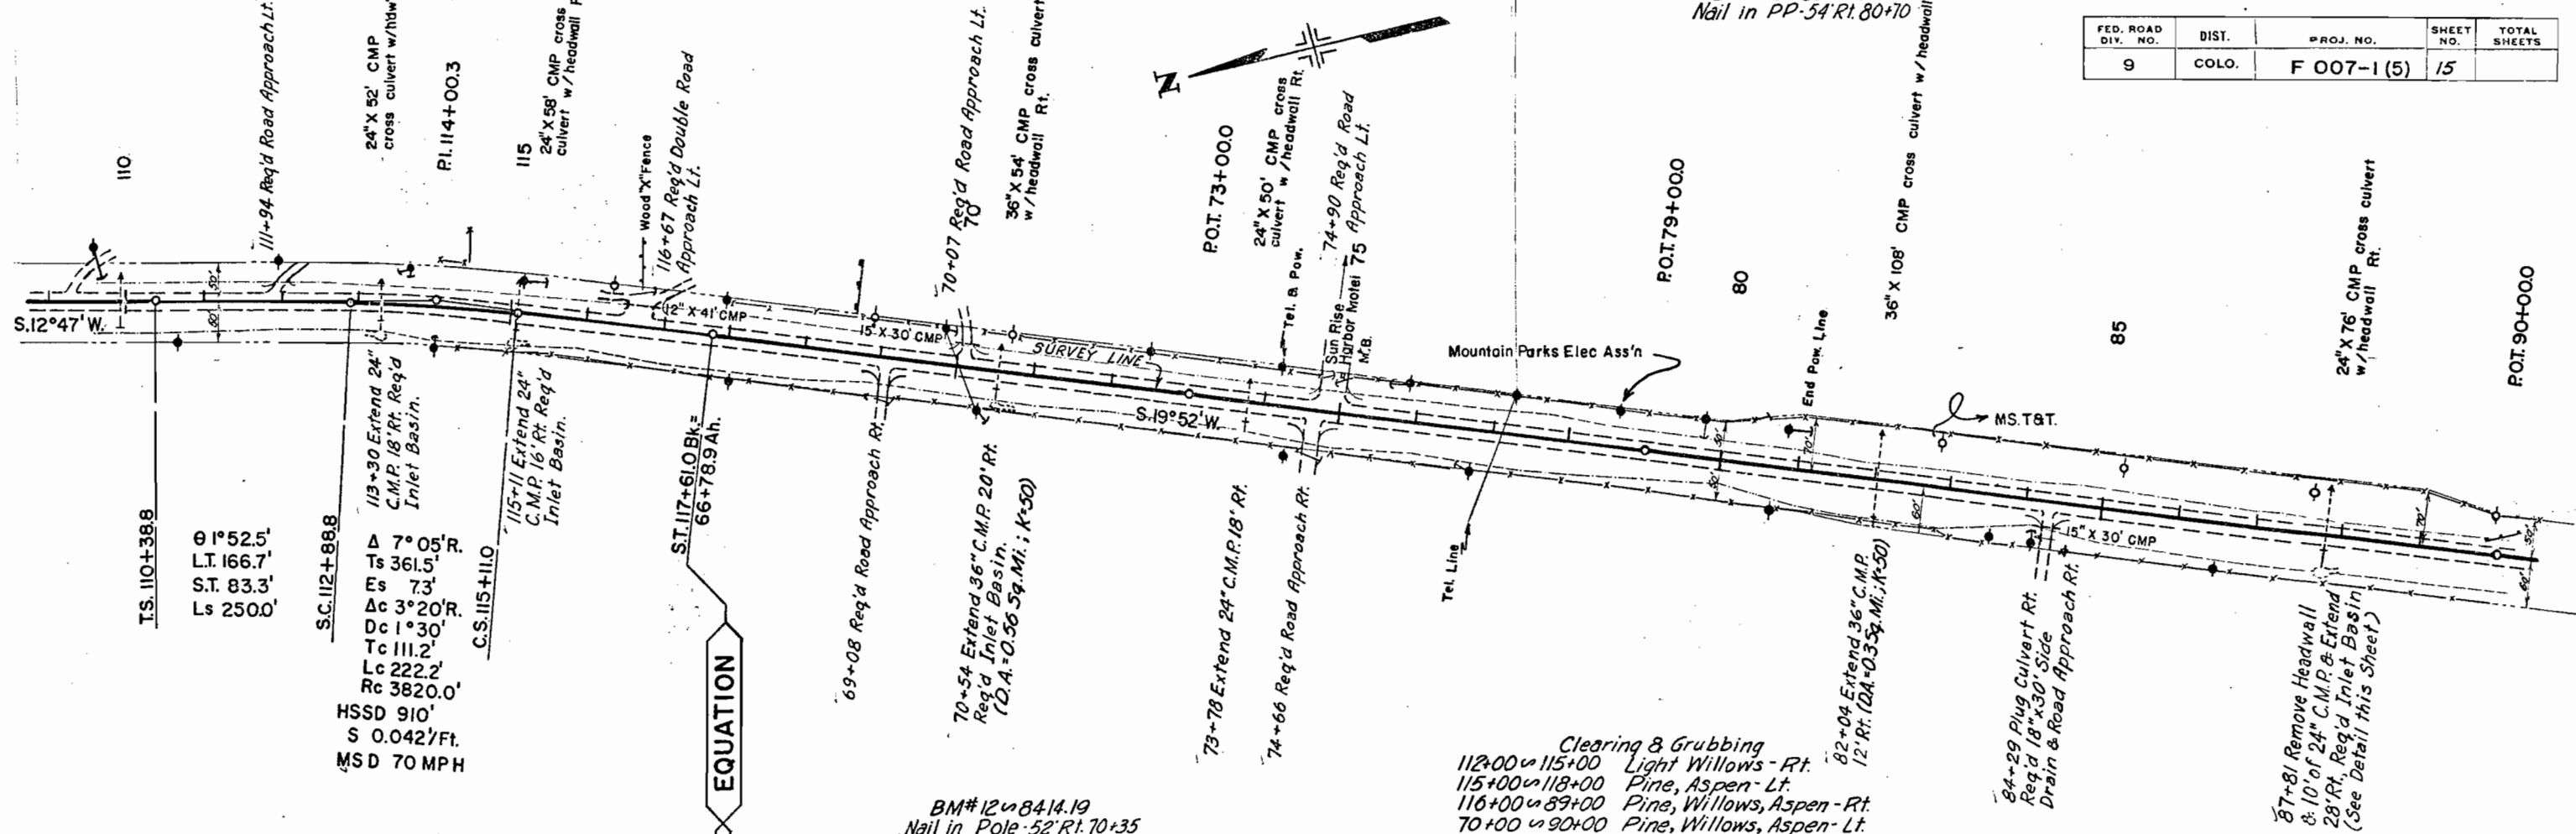 Nail in PP-54' Rt. 80+70
FED. ROAD DIV. NO.
DIST.
PROJ. NO.
SHEET NO.
TOTAL SHEETS
9
COLO.
F 007-1(5)
15
110
111+94 Req'd Road Approach Lt.
24" X 52' CMP
cross culvert w/hdw'
P.I. 114+00.3
115
24" X 58' CMP cross
culvert w/headwall
Wood "X" Fence
116+67 Req'd Double Road
Approach Lt.
70+07 Req'd Road Approach Lt.
70
36" X 54' CMP cross culvert
w/headwall Rt.
N
P.O.T. 73+00.0
24" X 50' CMP cross
culvert w/headwall Rt.
Tel. & Pow.
74+90 Req'd Road
Approach Lt.
Sun Rise
Harbor Motel
M.B.
75
P.O.T. 79+00.0
80
End Pow. Line
36" X 108' CMP cross culvert w/headwall
85
24" X 76' CMP cross culvert
w/headwall Rt.
P.O.T. 90+00.0
50'
60'
S. 12°47' W.
12" X 41' CMP
15" X 30' CMP
SURVEY LINE
S. 19°52' W.
Mountain Parks Elec Ass'n
MS. T&T.
50'
50'
70'
60'
15" X 30' CMP
70'
50'
60'
T.S. 110+38.8
θ 1°52.5'
L.T. 166.7'
S.T. 83.3'
Ls 250.0'
S.C. 112+88.8
113+30 Extend 24"
C.M.P. 18' Rt. Req'd
Inlet Basin.
Δ 7°05' R.
Ts 361.5'
Es 7.3'
Δc 3°20' R.
Dc 1°30'
Tc 111.2'
Lc 222.2'
Rc 3820.0'
HSSD 910'
S 0.042'/Ft.
MSD 70 MPH
C.S. 115+11.0
115+11 Extend 24"
C.M.P. 16' Rt. Req'd
Inlet Basin.
S.T. 117+61.0 Bk.=
66+78.9 Ah.
EQUATION
69+08 Req'd Road Approach Rt.
70+54 Extend 36" C.M.P. 20' Rt.
Req'd Inlet Basin.
(D.A.=0.56 Sq. Mi.; K=50)
73+78 Extend 24" C.M.P. 18' Rt.
74+66 Req'd Road Approach Rt.
Tel. Line
82+04 Extend 36" C.M.P.
12' Rt. (D.A.=0.35 q. Mi.; K=50)
84+29 Plug Culvert Rt.
Req'd 18" x 30' Side
Drain & Road Approach Rt.
87+81 Remove Headwall
& 10' of 24" C.M.P. & Extend
28' Rt., Req'd Inlet Basin
(See Detail this Sheet)
BM#12 ~ 8414.19
Nail in Pole-52' Rt. 70+35
Clearing & Grubbing
112+00 ~ 115+00 Light Willows-Rt.
115+00 ~ 118+00 Pine, Aspen-Lt.
116+00 ~ 89+00 Pine, Willows, Aspen-Rt.
70+00 ~ 90+00 Pine, Willows, Aspen-Lt.